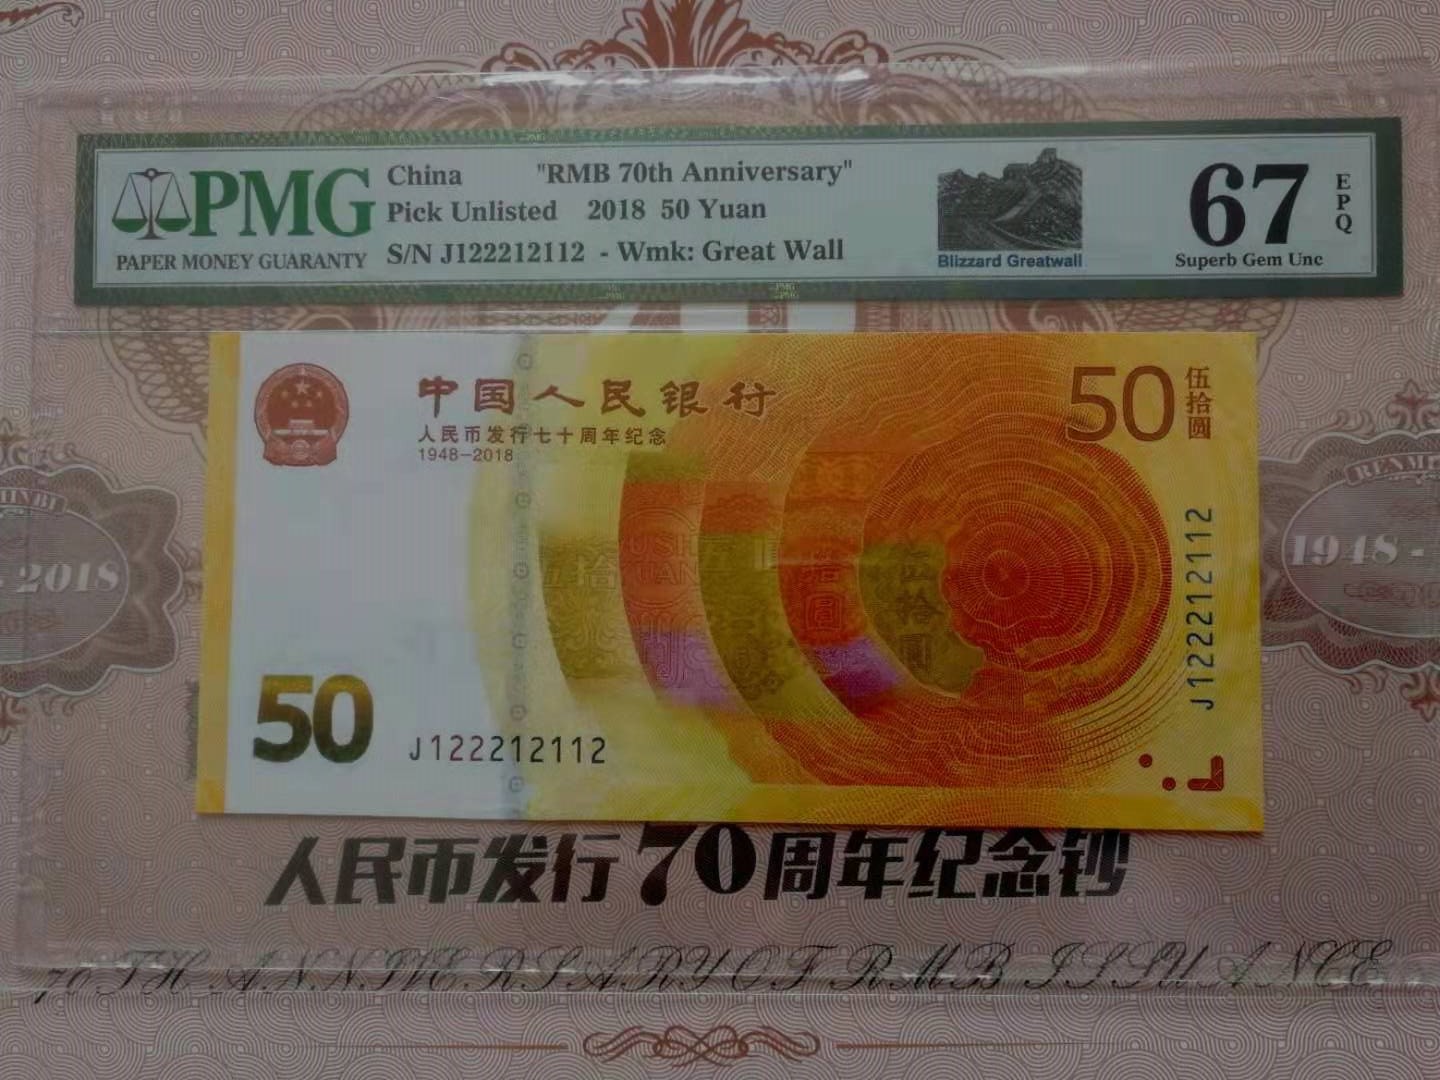 PMG
PAPER MONEY GUARANTY
China "RMB 70th Anniversary"
Pick Unlisted 2018 50 Yuan
S/N J122212112 - Wmk: Great Wall
Blizzard Greatwall
67
EPQ
Superb Gem Unc
中国人民银行
人民币发行七十周年纪念
1948-2018
50
伍拾圆
J122212112
50
J122212112
2018
1948 -
人民币发行70周年纪念钞
70TH ANNIVERSARY OF RMB ISSUANCE